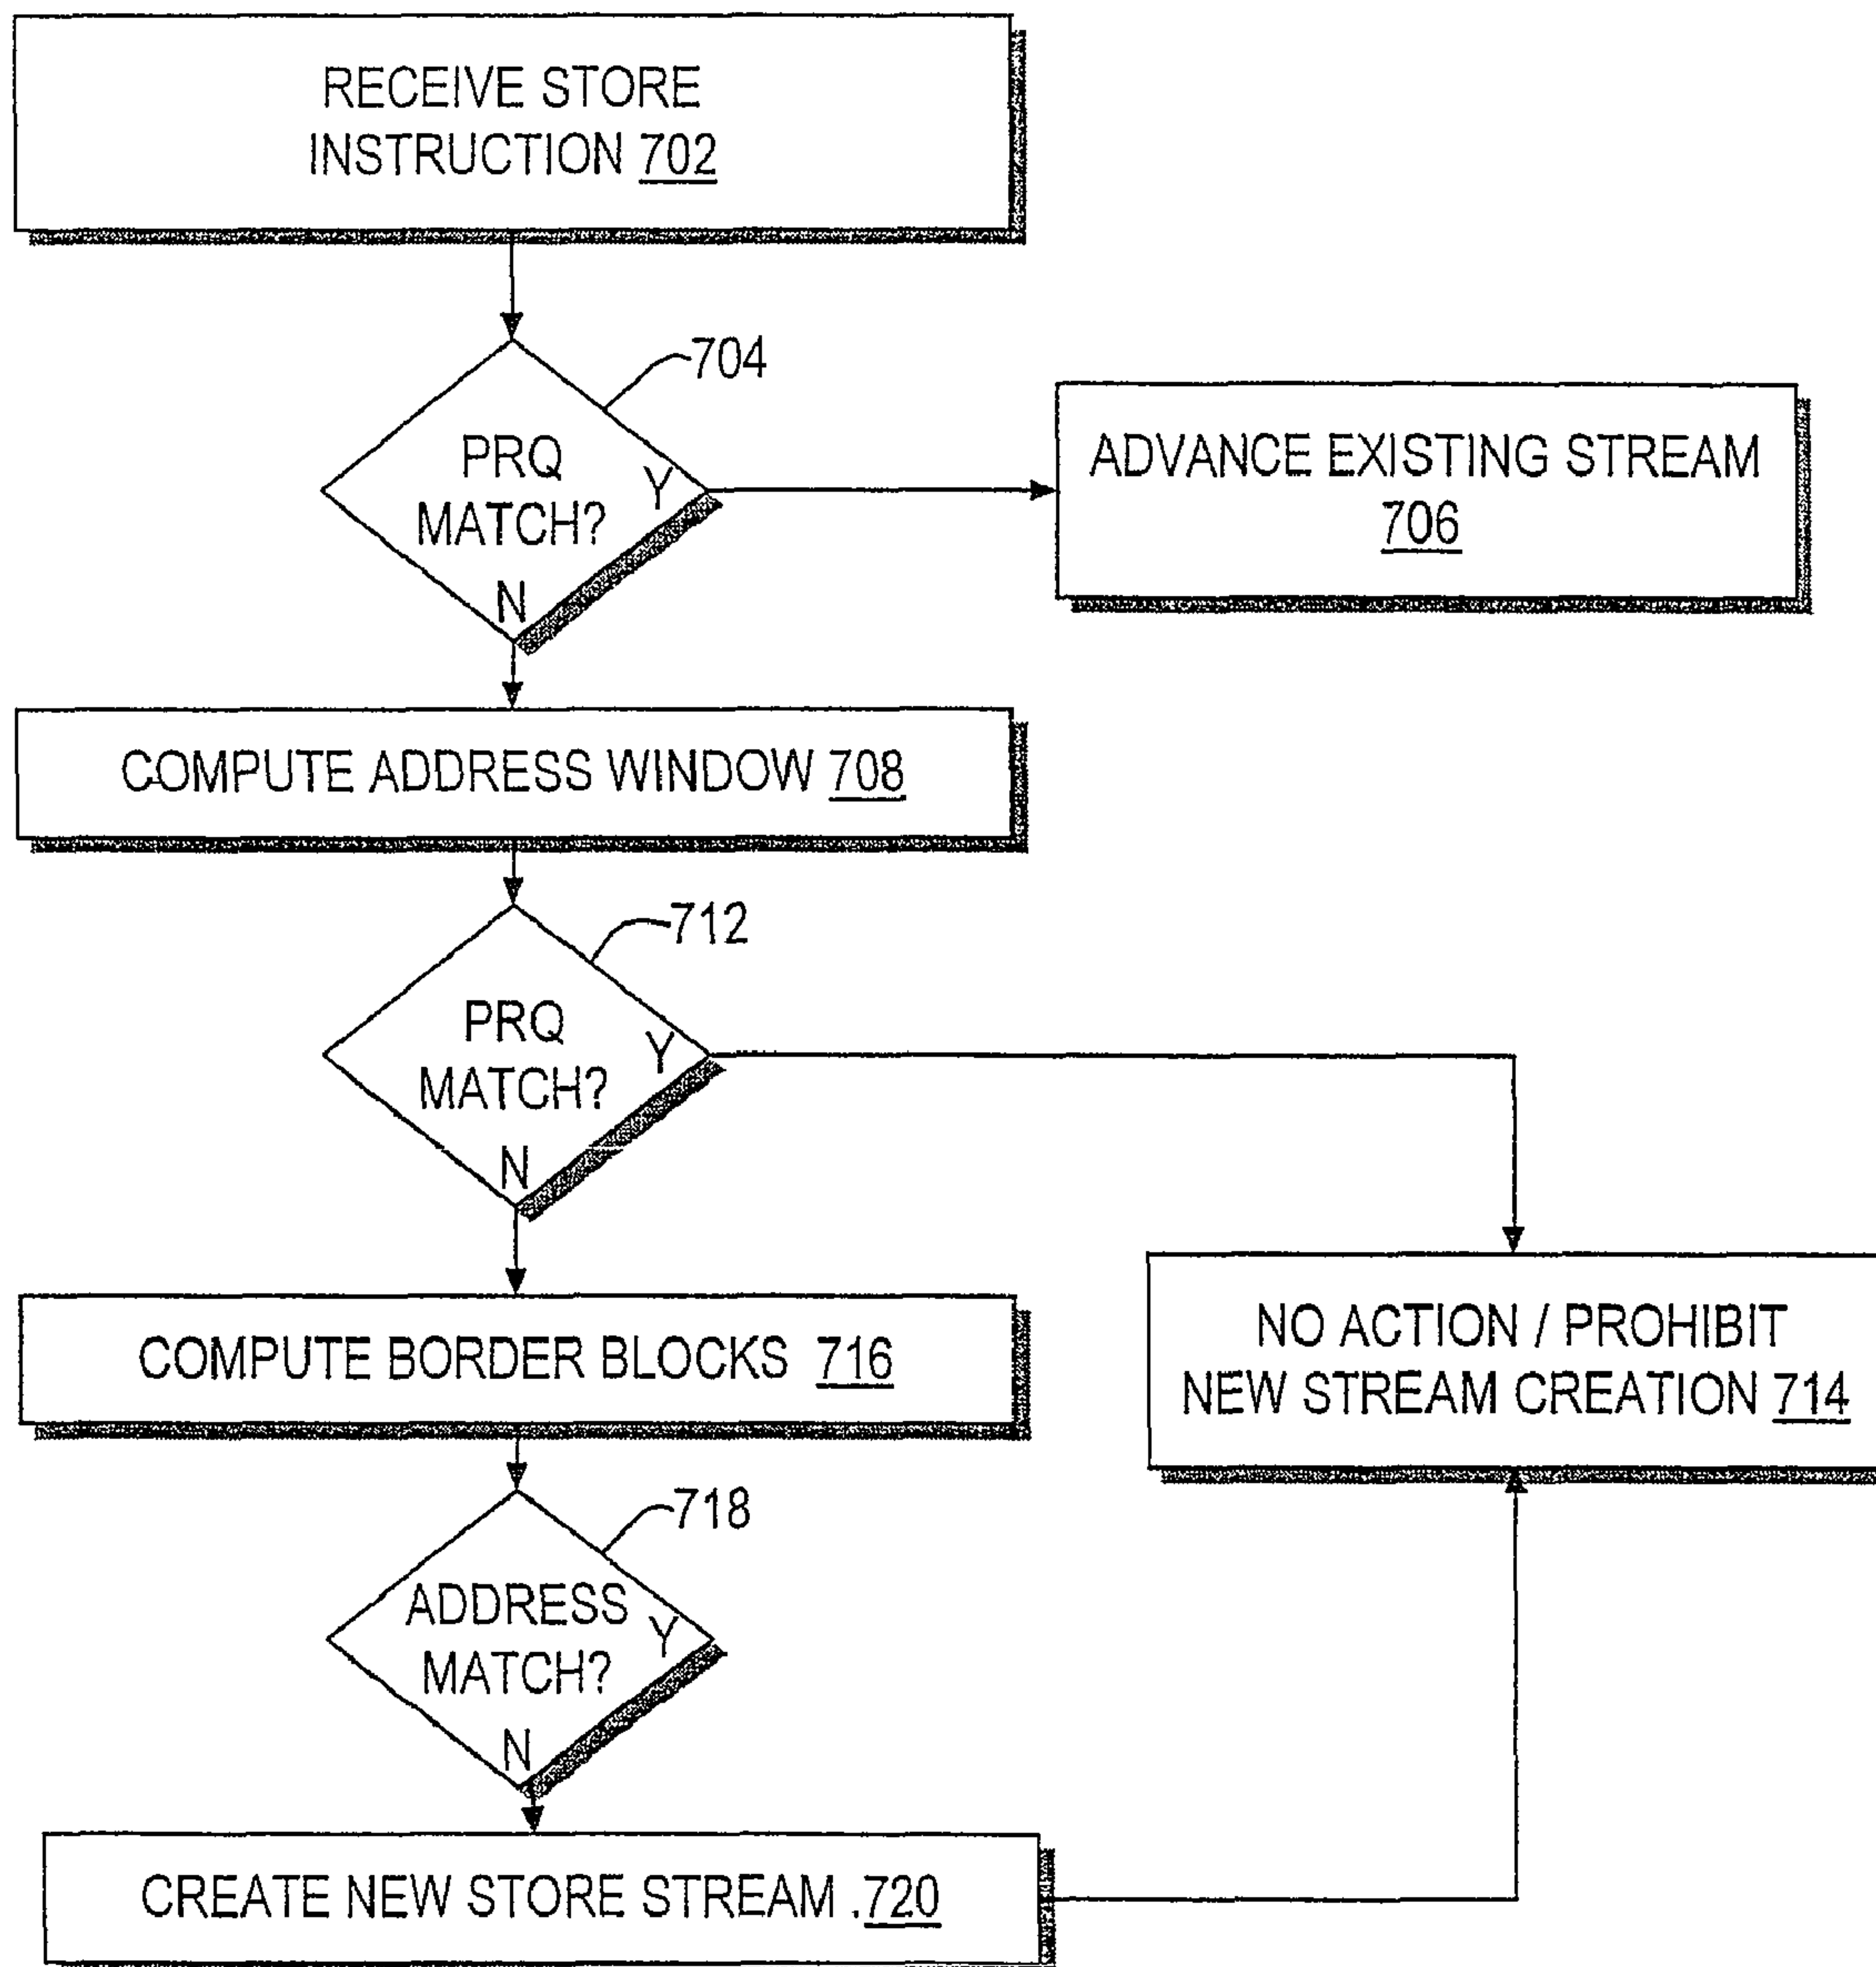 RECEIVE STORE
INSTRUCTION 702
704
PRQ
MATCH?
Y
N
ADVANCE EXISTING STREAM
706
COMPUTE ADDRESS WINDOW 708
712
PRQ
MATCH?
Y
N
COMPUTE BORDER BLOCKS 716
NO ACTION / PROHIBIT
NEW STREAM CREATION 714
718
ADDRESS
MATCH?
Y
N
CREATE NEW STORE STREAM .720